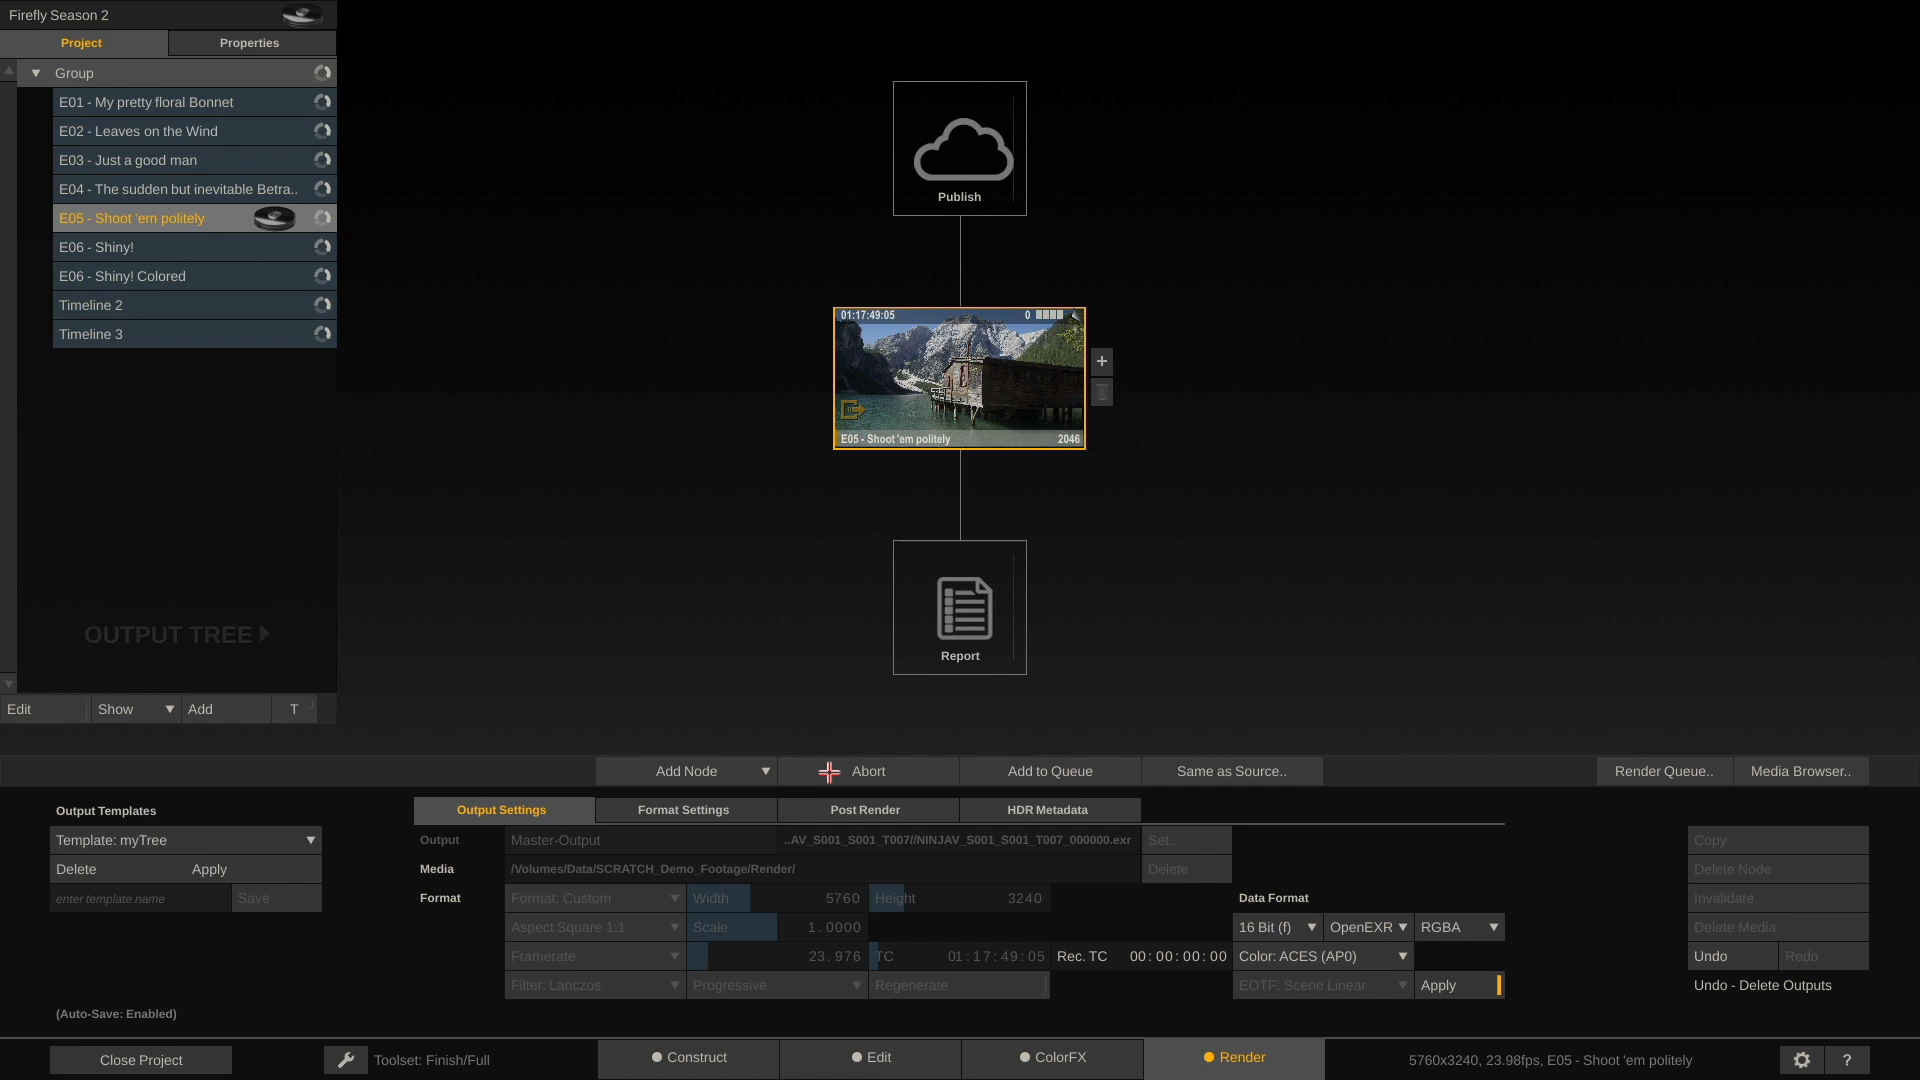 Firefly Season 2
Project
Properties
Group
E01 - My pretty floral Bonnet
E02 - Leaves on the Wind
E03 - Just a good man
E04 - The sudden but inevitable Betra..
E05 - Shoot 'em politely
E06 - Shiny!
E06 - Shiny! Colored
Timeline 2
Timeline 3
OUTPUT TREE
Edit
Show
Add
T
Publish
01:17:49:05
0
E05 - Shoot 'em politely
2046
+
Report
Add Node
Abort
Add to Queue
Same as Source..
Render Queue..
Media Browser..
Output Templates
Template: myTree
Delete
Apply
enter template name
Save
(Auto-Save: Enabled)
Output Settings
Format Settings
Post Render
HDR Metadata
Output
Master-Output
..AV_S001_S001_T007//NINJAV_S001_S001_T007_000000.exr
Set..
Media
/Volumes/Data/SCRATCH_Demo_Footage/Render/
Delete
Format
Format: Custom
Width
5760
Height
3240
Data Format
Aspect Square 1:1
Scale
1.0000
16 Bit (f)
OpenEXR
RGBA
Framerate
23.976
TC
01:17:49:05
Rec. TC
00:00:00:00
Color: ACES (AP0)
Filter: Lanczos
Progressive
Regenerate
EOTF: Scene Linear
Apply
Copy
Delete Node
Invalidate
Delete Media
Undo
Redo
Undo - Delete Outputs
Close Project
Toolset: Finish/Full
Construct
Edit
ColorFX
Render
5760x3240, 23.98fps, E05 - Shoot 'em politely
?